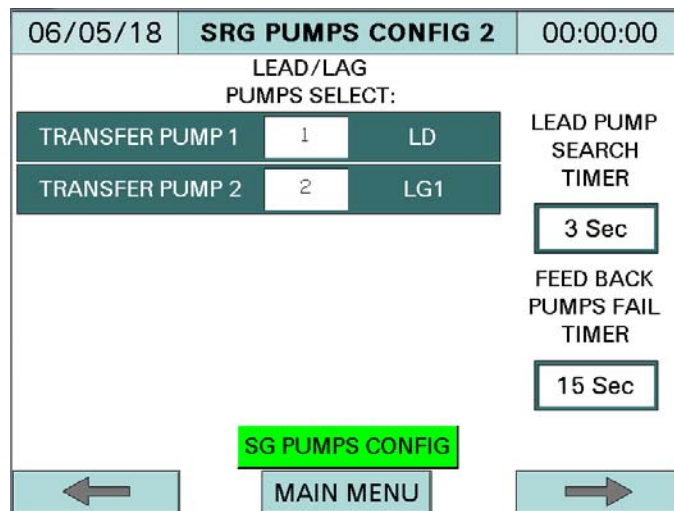 06/05/18 SRG PUMPS CONFIG 2 00:00:00
LEAD/LAG
PUMPS SELECT:
TRANSFER PUMP 1 1 LD
TRANSFER PUMP 2 2 LG1
LEAD PUMP
SEARCH
TIMER
3 Sec
FEED BACK
PUMPS FAIL
TIMER
15 Sec
SG PUMPS CONFIG
MAIN MENU